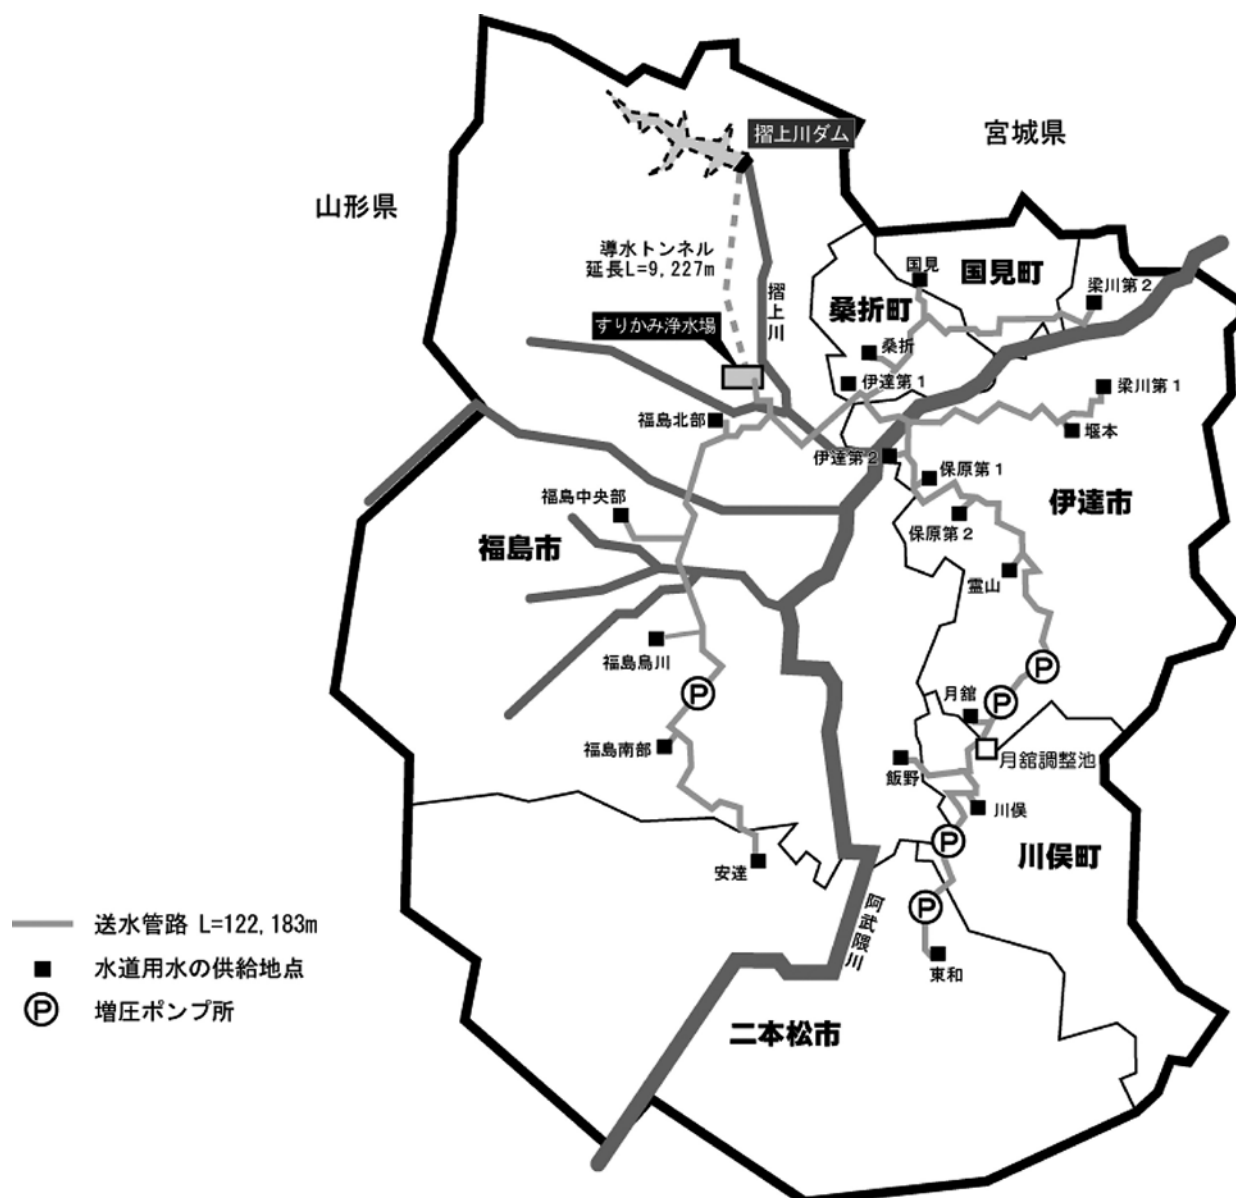 摺上川ダム
宮城県
山形県
導水トンネル
延長L=9,227m
摺上川
国見
国見町
梁川第2
桑折町
すりかみ浄水場
桑折
伊達第1
梁川第1
福島北部
堰本
伊達第2
保原第1
福島中央部
伊達市
保原第2
福島市
霊山
福島烏川
月舘
福島南部
月舘調整池
飯野
川俣
川俣町
安達
阿武隈川
送水管路 L=122,183m
水道用水の供給地点
東和
P 増圧ポンプ所
二本松市
P
P
P
P
P